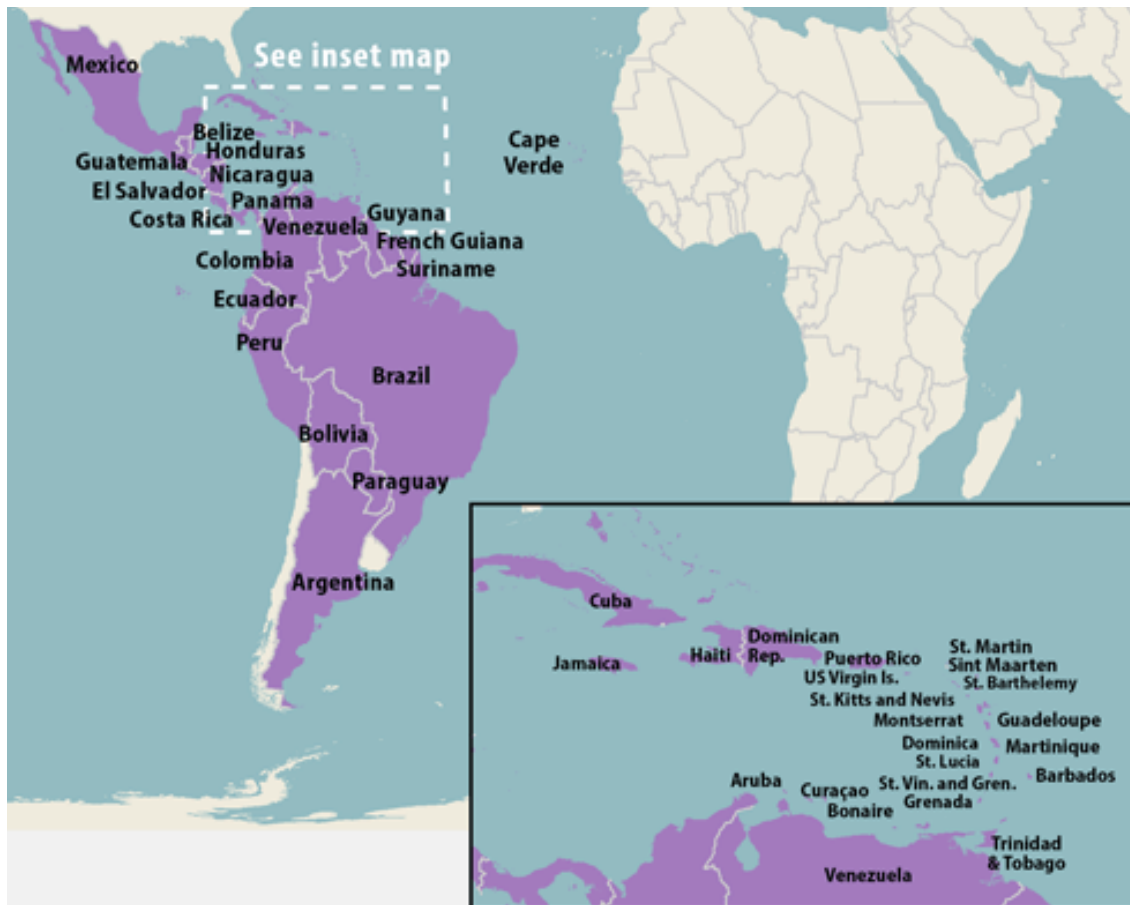 Mexico
See inset map
Belize
Honduras
Guatemala
Nicaragua
El Salvador
Panama
Costa Rica
Venezuela
Guyana
French Guiana
Suriname
Colombia
Ecuador
Peru
Brazil
Bolivia
Paraguay
Argentina
Cape
Verde
Cuba
Jamaica
Haiti
Dominican
Rep.
Puerto Rico
US Virgin Is.
St. Martin
Sint Maarten
St. Barthelemy
St. Kitts and Nevis
Montserrat
Guadeloupe
Dominica
Martinique
St. Lucia
Barbados
St. Vin. and Gren.
Grenada
Aruba
Curaçao
Bonaire
Trinidad
& Tobago
Venezuela